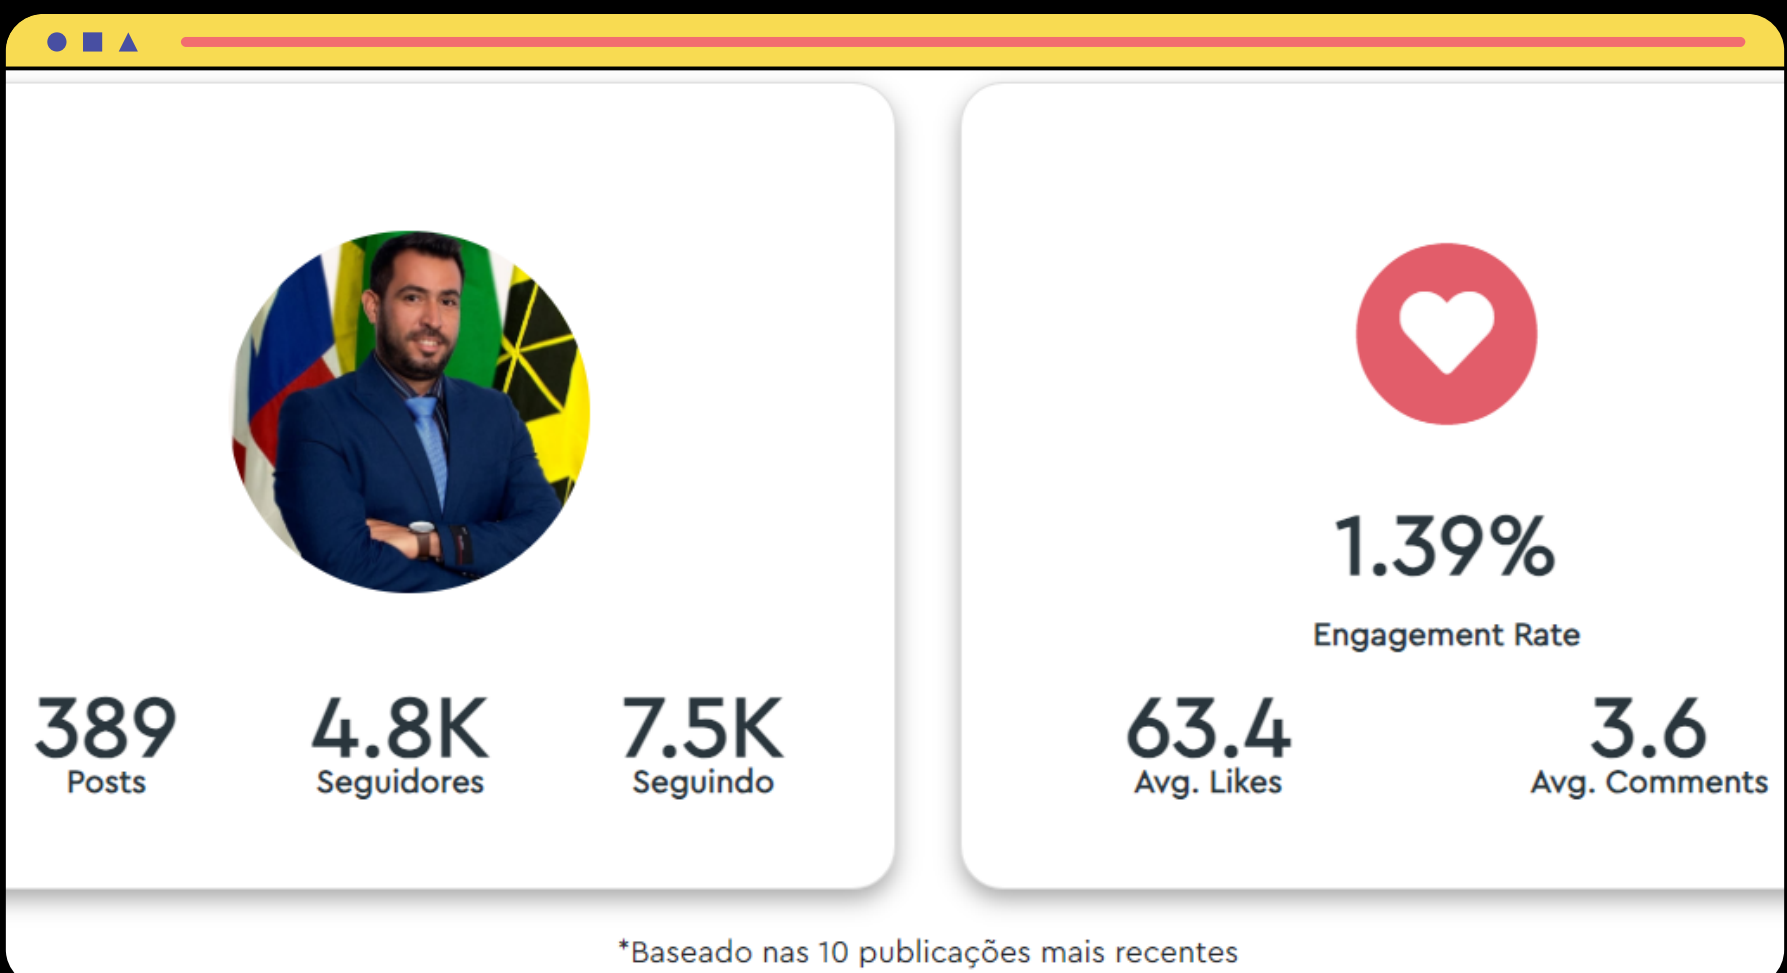 389
Posts
4.8K
Seguidores
7.5K
Seguindo
1.39%
Engagement Rate
63.4
Avg. Likes
3.6
Avg. Comments
*Baseado nas 10 publicações mais recentes